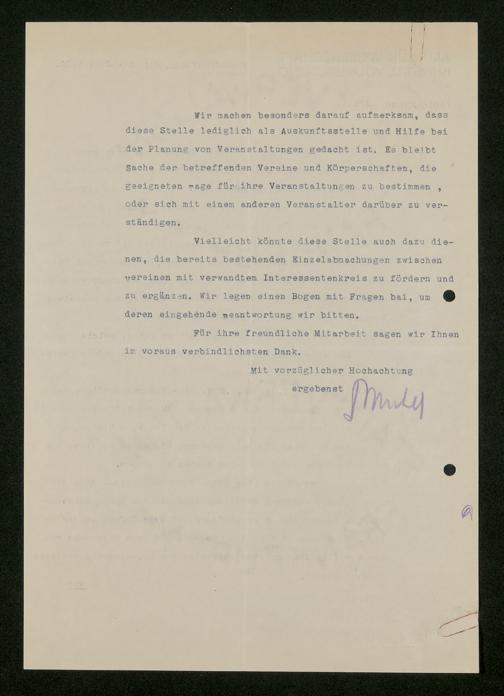 Wir machen besonders darauf aufmerksam, dass
diese Stelle lediglich als Auskunftsstelle und Hilfe bei
der Planung von Veranstaltungen gedacht ist. Es bleibt
Sache der betreffenden Vereine und Körperschaften, die
geeigneten Tage für ihre Veranstaltungen zu bestimmen ,
oder sich mit einem anderen Veranstalter darüber zu ver-
ständigen.
Vielleicht könnte diese Stelle auch dazu die-
nen, die bereits bestehenden Einzelabmachungen zwischen
Vereinen mit verwandtem Interessentenkreis zu fördern und
zu ergänzen. Wir legen einen Bogen mit Fragen bei, um
deren eingehende Beantwortung wir bitten.
Für ihre freundliche Mitarbeit sagen wir Ihnen
im voraus verbindlichsten Dank.
Mit vorzüglicher Hochachtung
ergebenst